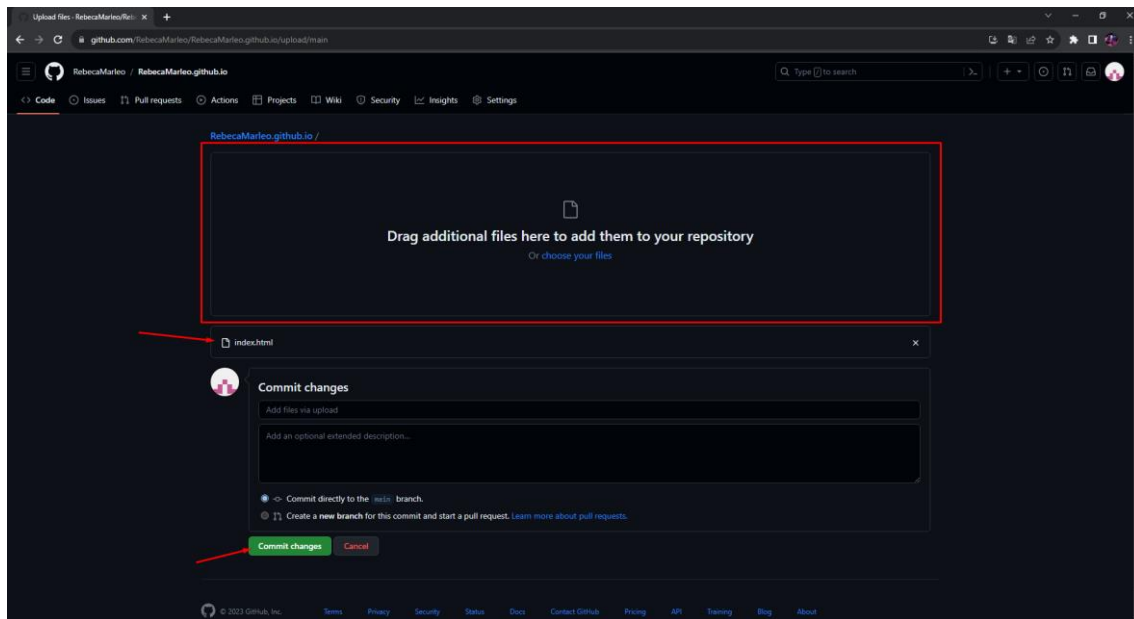 Upload files · RebecaMarleo/Rebe
github.com/RebecaMarleo/RebecaMarleo.github.io/upload/main
RebecaMarleo / RebecaMarleo.github.io
Type / to search
Code Issues Pull requests Actions Projects Wiki Security Insights Settings
RebecaMarleo.github.io /
Drag additional files here to add them to your repository
Or choose your files
index.html
Commit changes
Add files via upload
Add an optional extended description...
Commit directly to the main branch.
Create a new branch for this commit and start a pull request. Learn more about pull requests.
Commit changes Cancel
© 2023 GitHub, Inc. Terms Privacy Security Status Docs Contact GitHub Pricing API Training Blog About